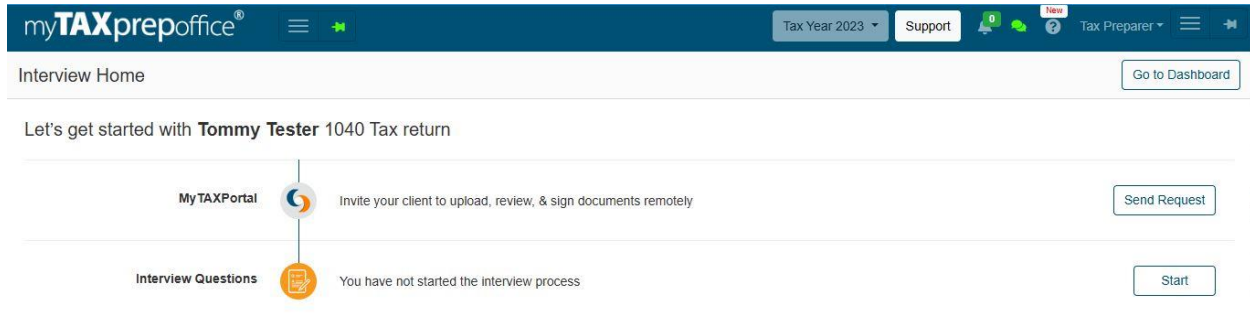 myTAXprepoffice®
Tax Year 2023
Support
0
New
?
Tax Preparer
Interview Home
Go to Dashboard
Let's get started with Tommy Tester 1040 Tax return
MyTAXPortal
Invite your client to upload, review, & sign documents remotely
Send Request
Interview Questions
You have not started the interview process
Start